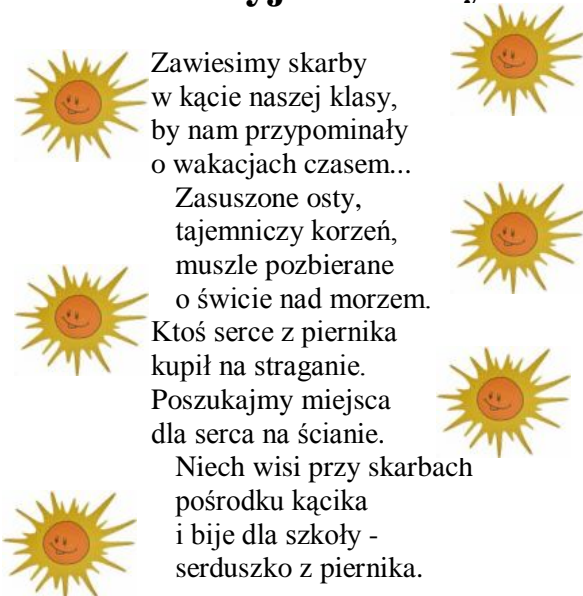 Zawiesimy skarby
w kącie naszej klasy,
by nam przypominały
o wakacjach czasem...
Zasuszone osty,
tajemniczy korzeń,
muszle pozbierane
o świcie nad morzem.
Ktoś serce z piernika
kupił na straganie.
Poszukajmy miejsca
dla serca na ścianie.
Niech wisi przy skarbach
pośrodku kącika
i bije dla szkoły -
serduszko z piernika.